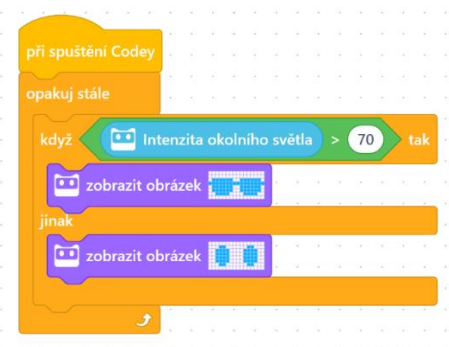 při spuštění Codey
opakuj stále
když Intenzita okolního světla > 70 tak
zobrazit obrázek
jinak
zobrazit obrázek